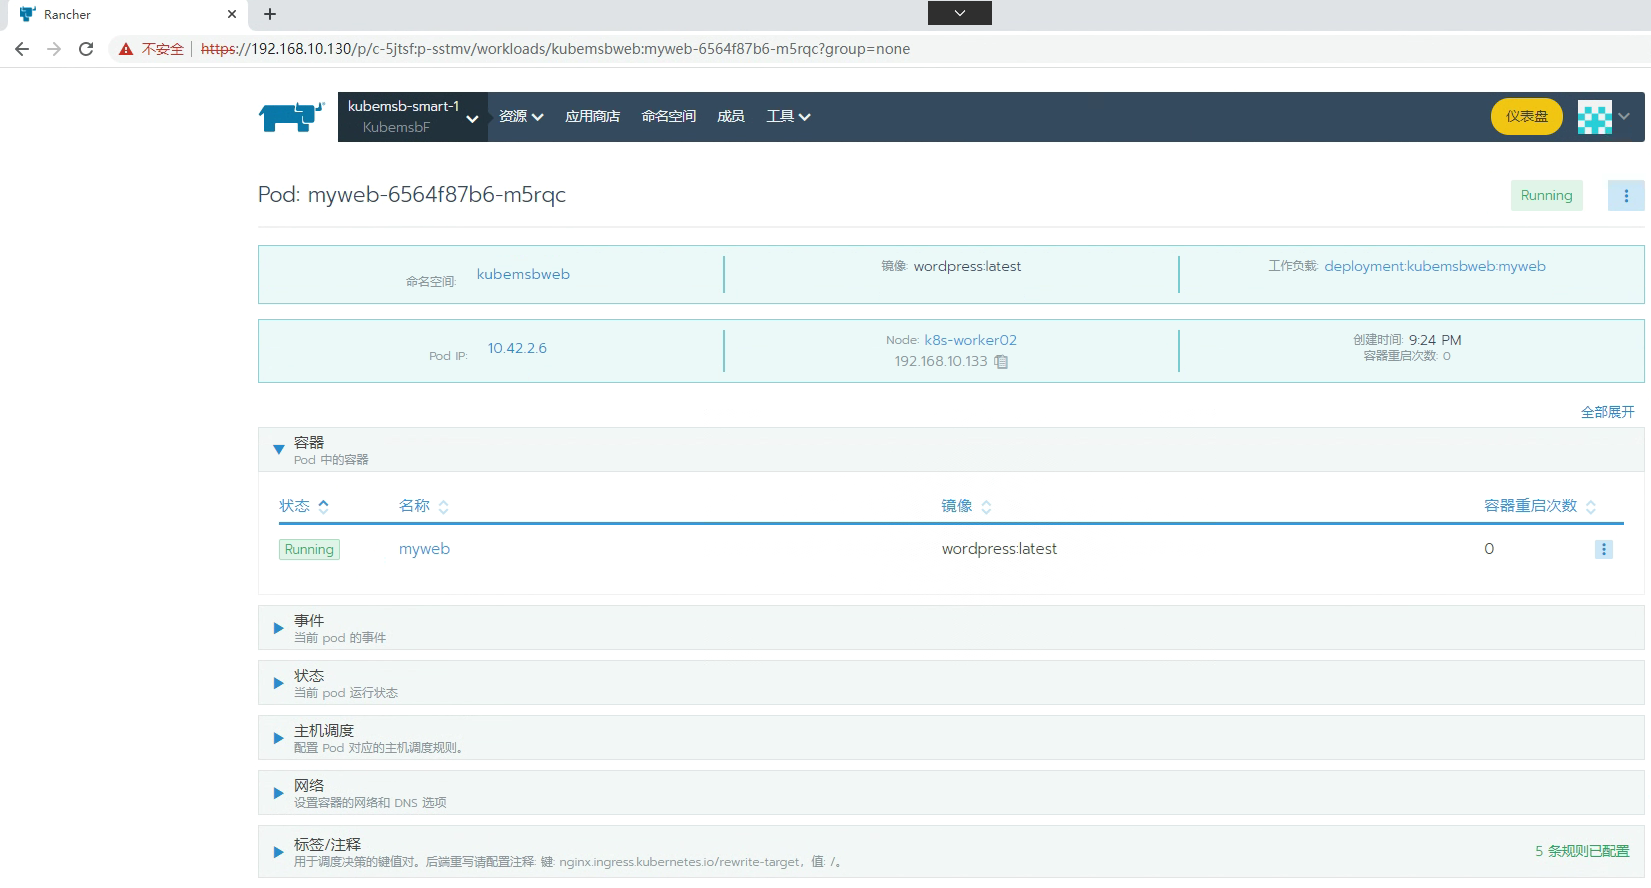 Rancher
不安全 https://192.168.10.130/p/c-5jtsf:p-sstmv/workloads/kubemsbweb:myweb-6564f87b6-m5rqc?group=none
kubemsb-smart-1
KubemsbF
资源 应用商店 命名空间 成员 工具 仪表盘
Pod: myweb-6564f87b6-m5rqc Running
命名空间: kubemsbweb 镜像: wordpress:latest 工作负载: deployment:kubemsbweb:myweb
Pod IP: 10.42.2.6 Node: k8s-worker02 创建时间: 9:24 PM
192.168.10.133 容器重启次数: 0
全部展开
容器
Pod 中的容器
状态 名称 镜像 容器重启次数
Running myweb wordpress:latest 0
事件
当前 pod 的事件
状态
当前 pod 运行状态
主机调度
配置 Pod 对应的主机调度规则。
网络
设置容器的网络和 DNS 选项
标签/注释 5 条规则已配置
用于调度决策的键值对。后端重写请配置注释: 键: nginx.ingress.kubernetes.io/rewrite-target，值: /。